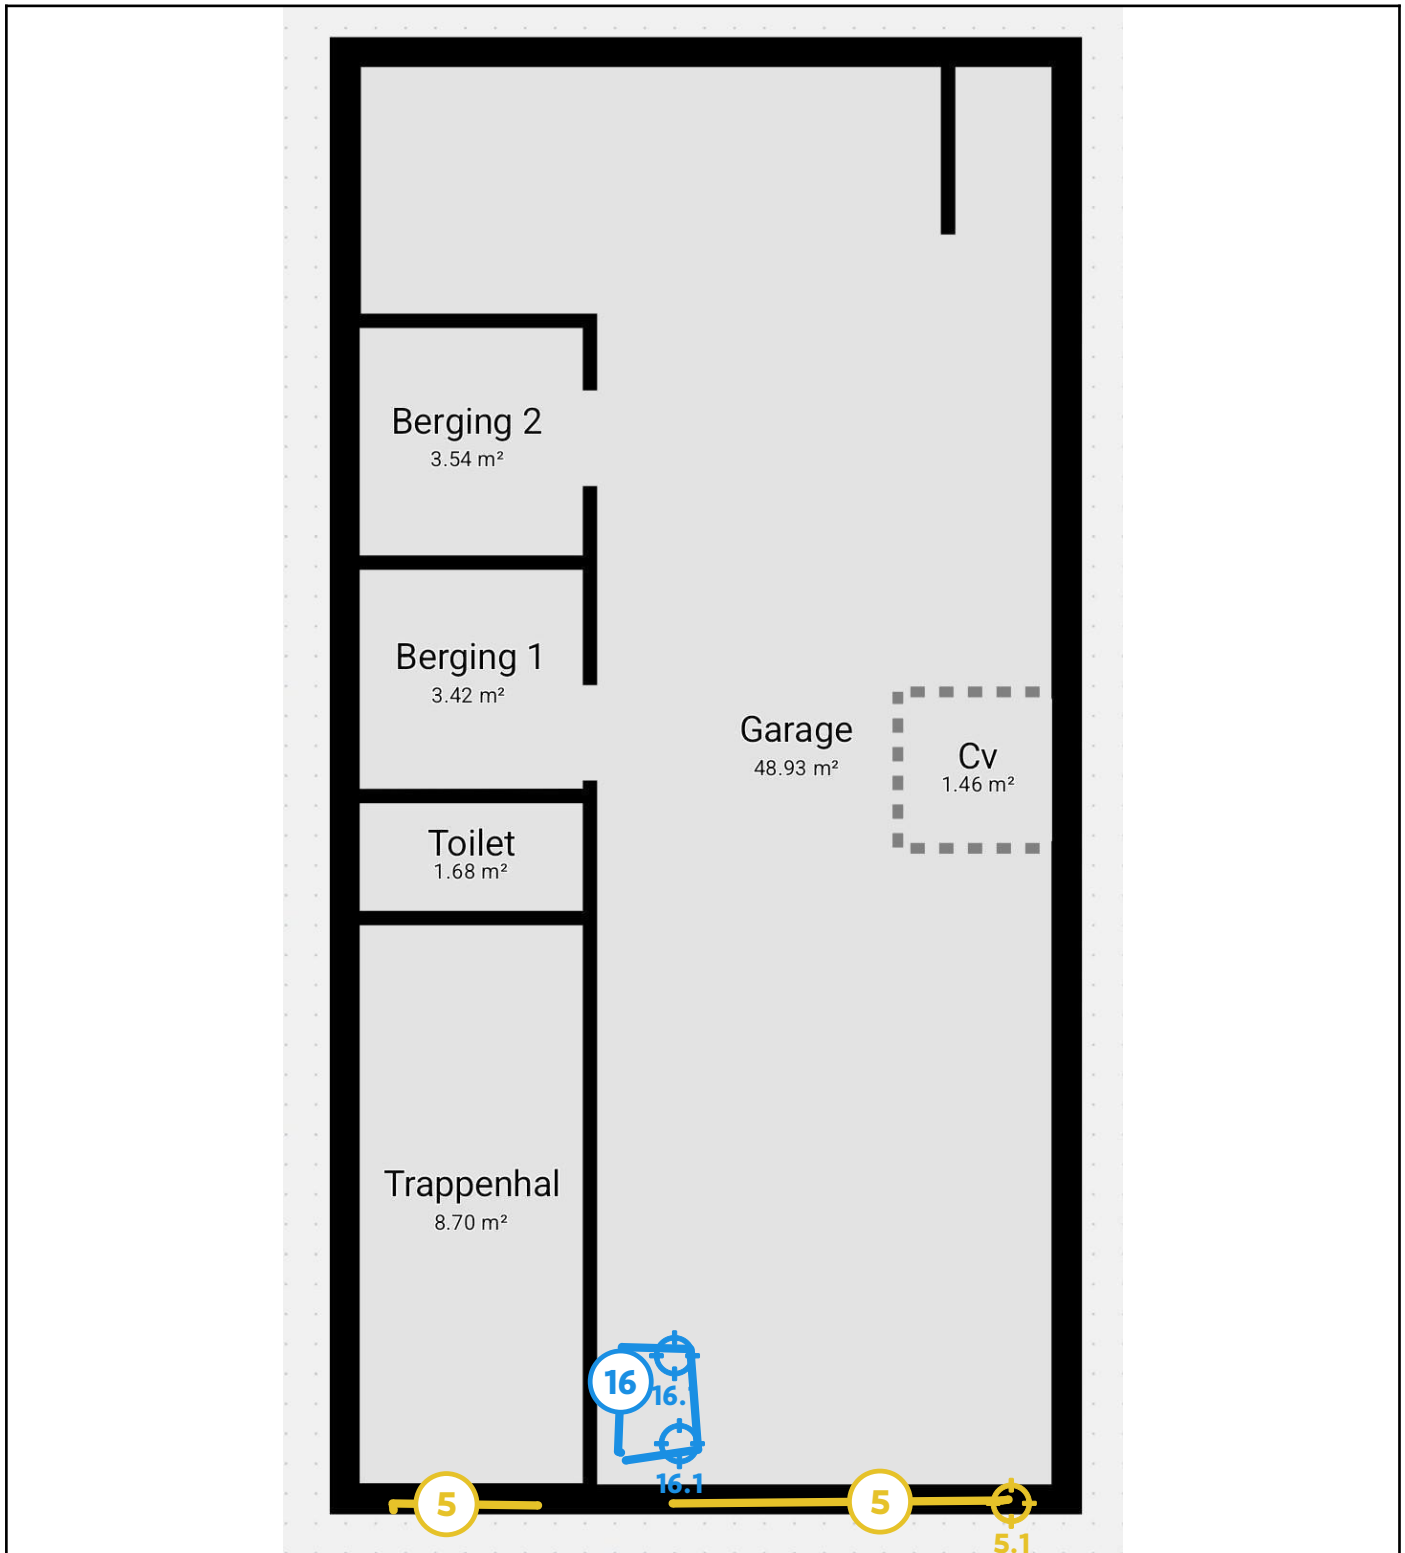 Berging 2
3.54 m²
Berging 1
3.42 m²
Garage
48.93 m²
Cv
1.46 m²
Toilet
1.68 m²
Trappenhal
8.70 m²
16
16.
16.1
5
5
5.1